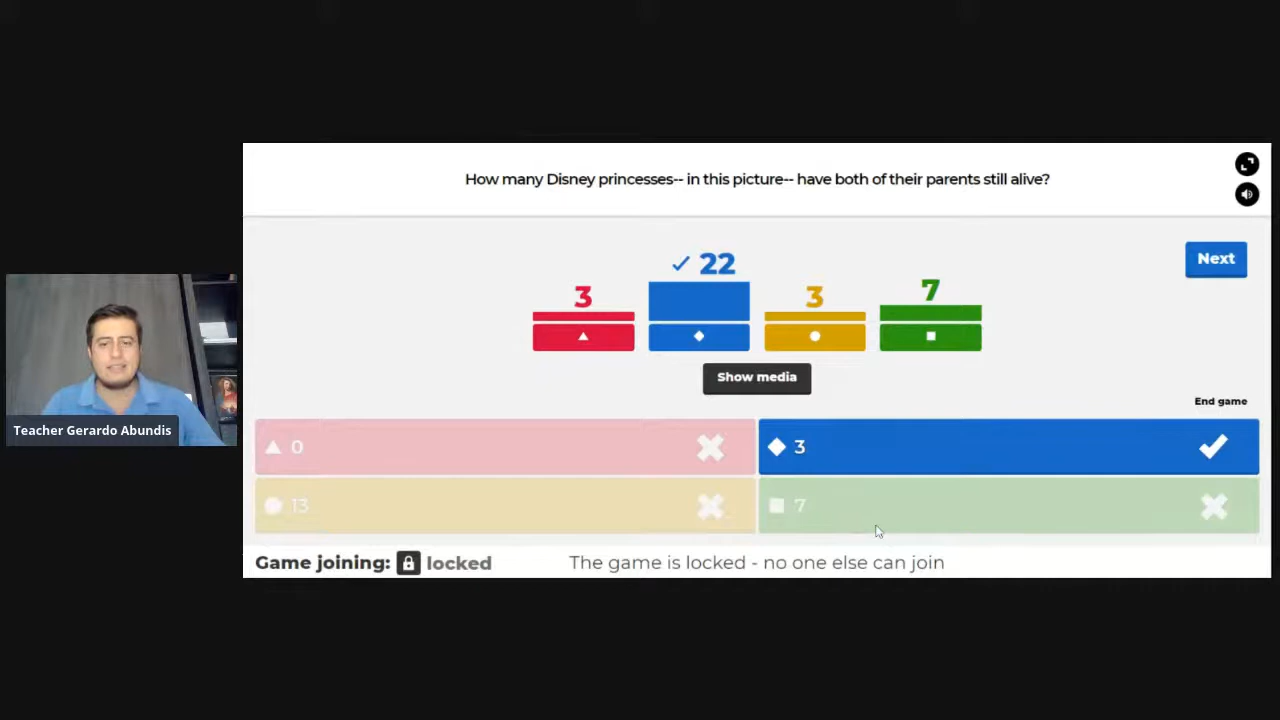 How many Disney princesses-- in this picture-- have both of their parents still alive?
Next
3
22
3
7
Show media
End game
0
3
13
7
Game joining: locked
The game is locked - no one else can join
Teacher Gerardo Abundis